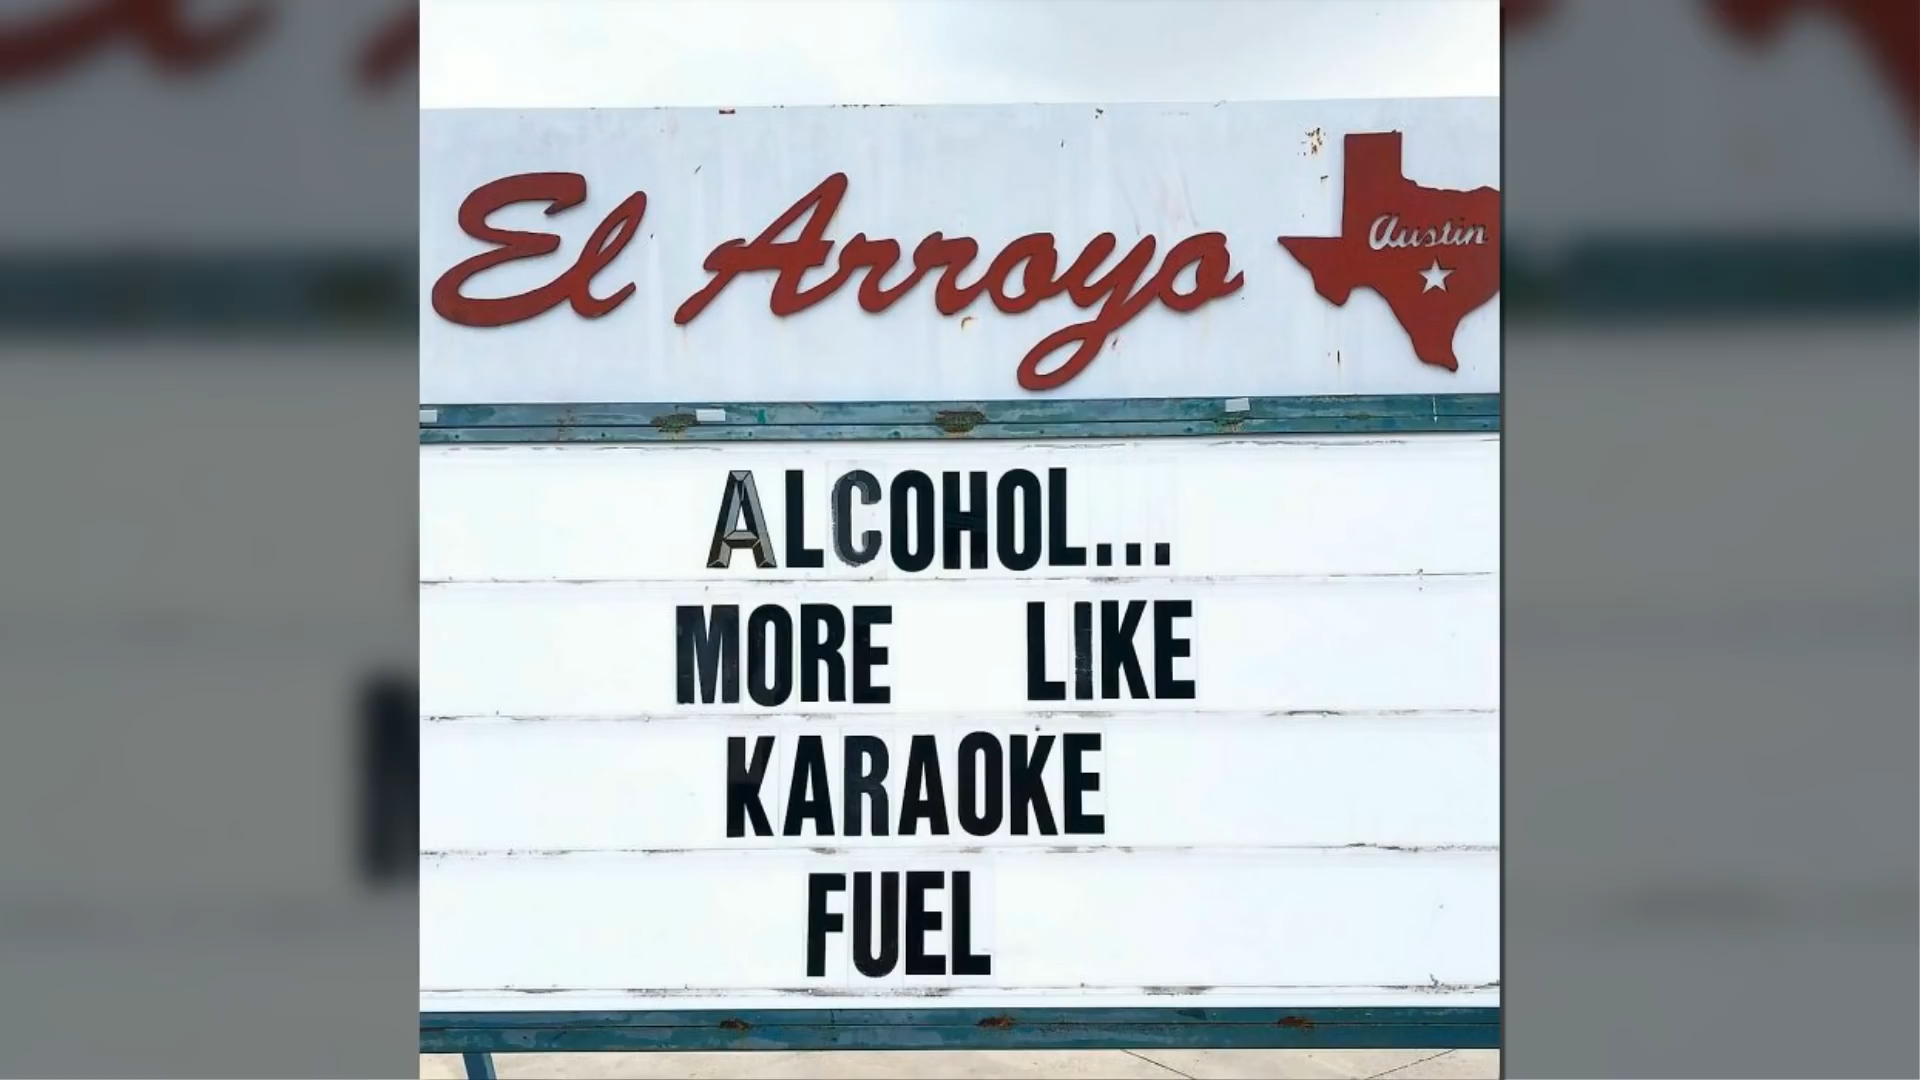 El Arroyo
Austin
ALCOHOL...
MORE LIKE
KARAOKE
FUEL